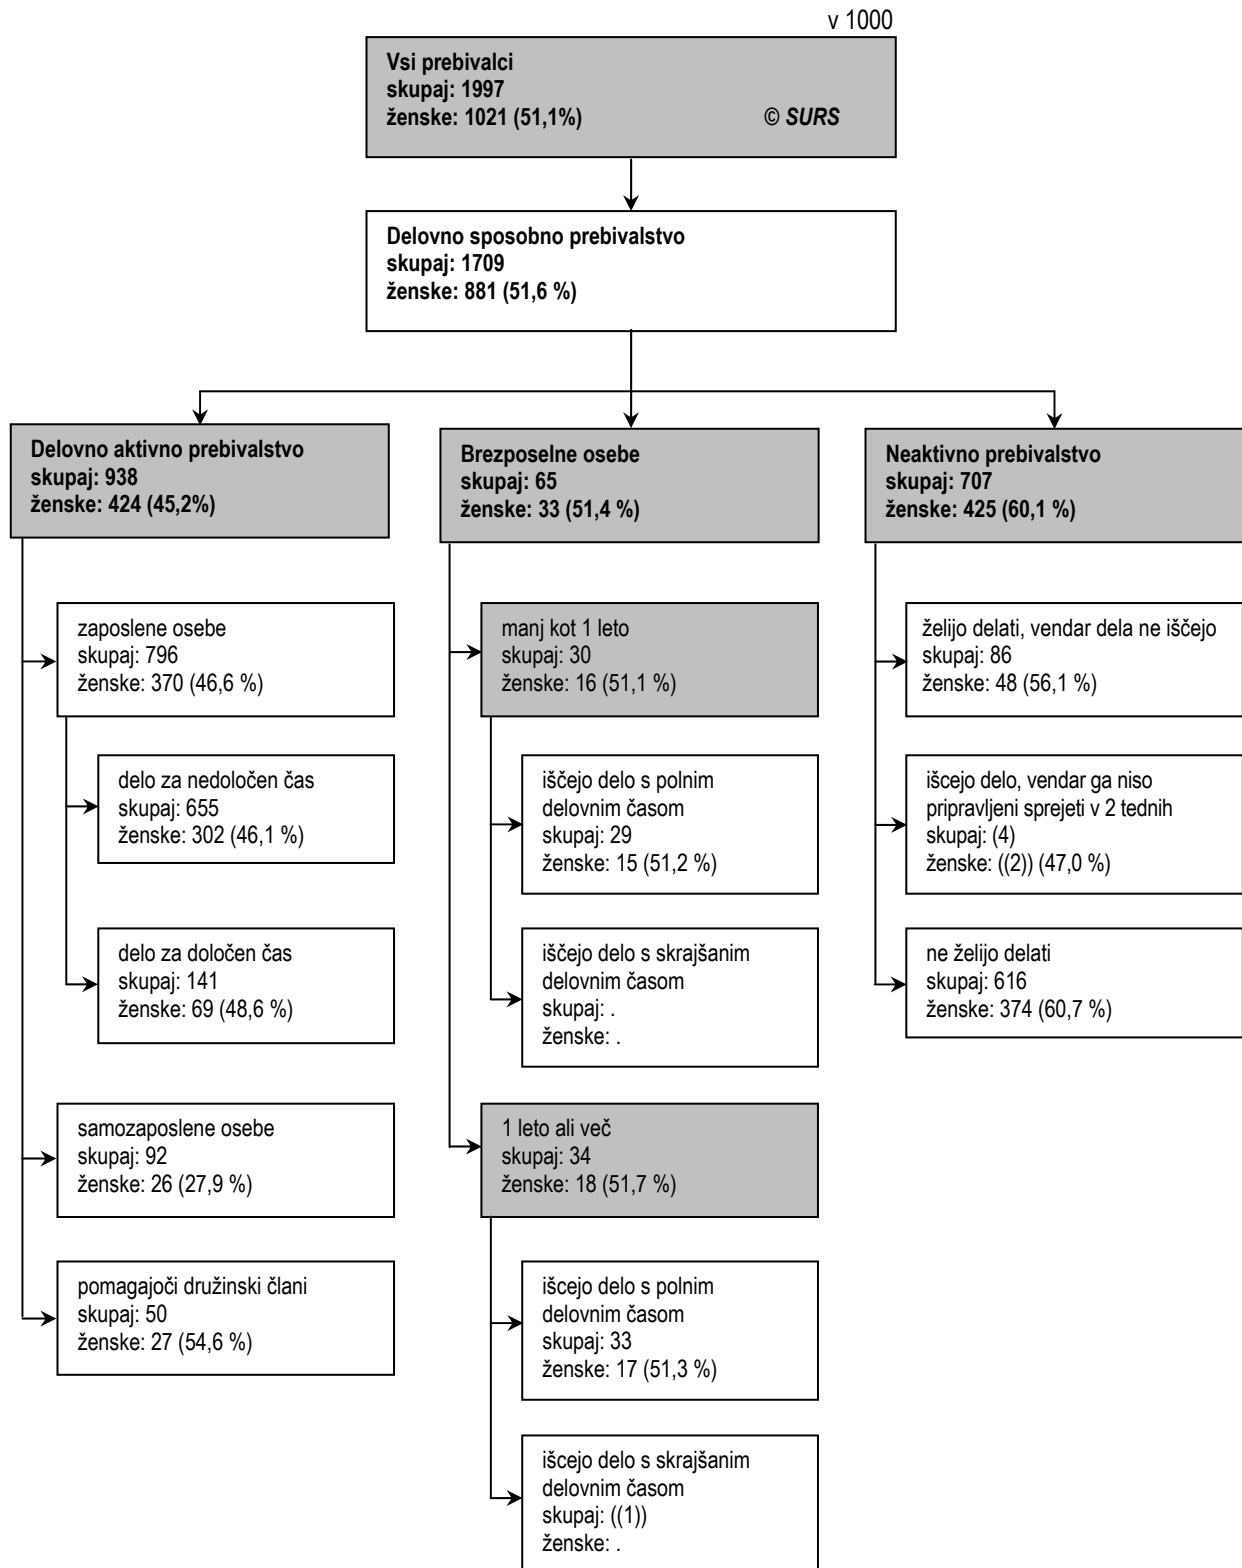 v 1000
Vsi prebivalci
skupaj: 1997
ženske: 1021 (51,1%)
© SURS
Delovno sposobno prebivalstvo
skupaj: 1709
ženske: 881 (51,6 %)
Delovno aktivno prebivalstvo
skupaj: 938
ženske: 424 (45,2%)
zaposlene osebe
skupaj: 796
ženske: 370 (46,6 %)
delo za nedoločen čas
skupaj: 655
ženske: 302 (46,1 %)
delo za določen čas
skupaj: 141
ženske: 69 (48,6 %)
samozaposlene osebe
skupaj: 92
ženske: 26 (27,9 %)
pomagajoči družinski člani
skupaj: 50
ženske: 27 (54,6 %)
Brezposelne osebe
skupaj: 65
ženske: 33 (51,4 %)
manj kot 1 leto
skupaj: 30
ženske: 16 (51,1 %)
iščejo delo s polnim
delovnim časom
skupaj: 29
ženske: 15 (51,2 %)
iščejo delo s skrajšanim
delovnim časom
skupaj: .
ženske: .
1 leto ali več
skupaj: 34
ženske: 18 (51,7 %)
išcejo delo s polnim
delovnim časom
skupaj: 33
ženske: 17 (51,3 %)
išcejo delo s skrajšanim
delovnim časom
skupaj: ((1))
ženske: .
Neaktivno prebivalstvo
skupaj: 707
ženske: 425 (60,1 %)
želijo delati, vendar dela ne iščejo
skupaj: 86
ženske: 48 (56,1 %)
išcejo delo, vendar ga niso
pripravljeni sprejeti v 2 tednih
skupaj: (4)
ženske: ((2)) (47,0 %)
ne želijo delati
skupaj: 616
ženske: 374 (60,7 %)